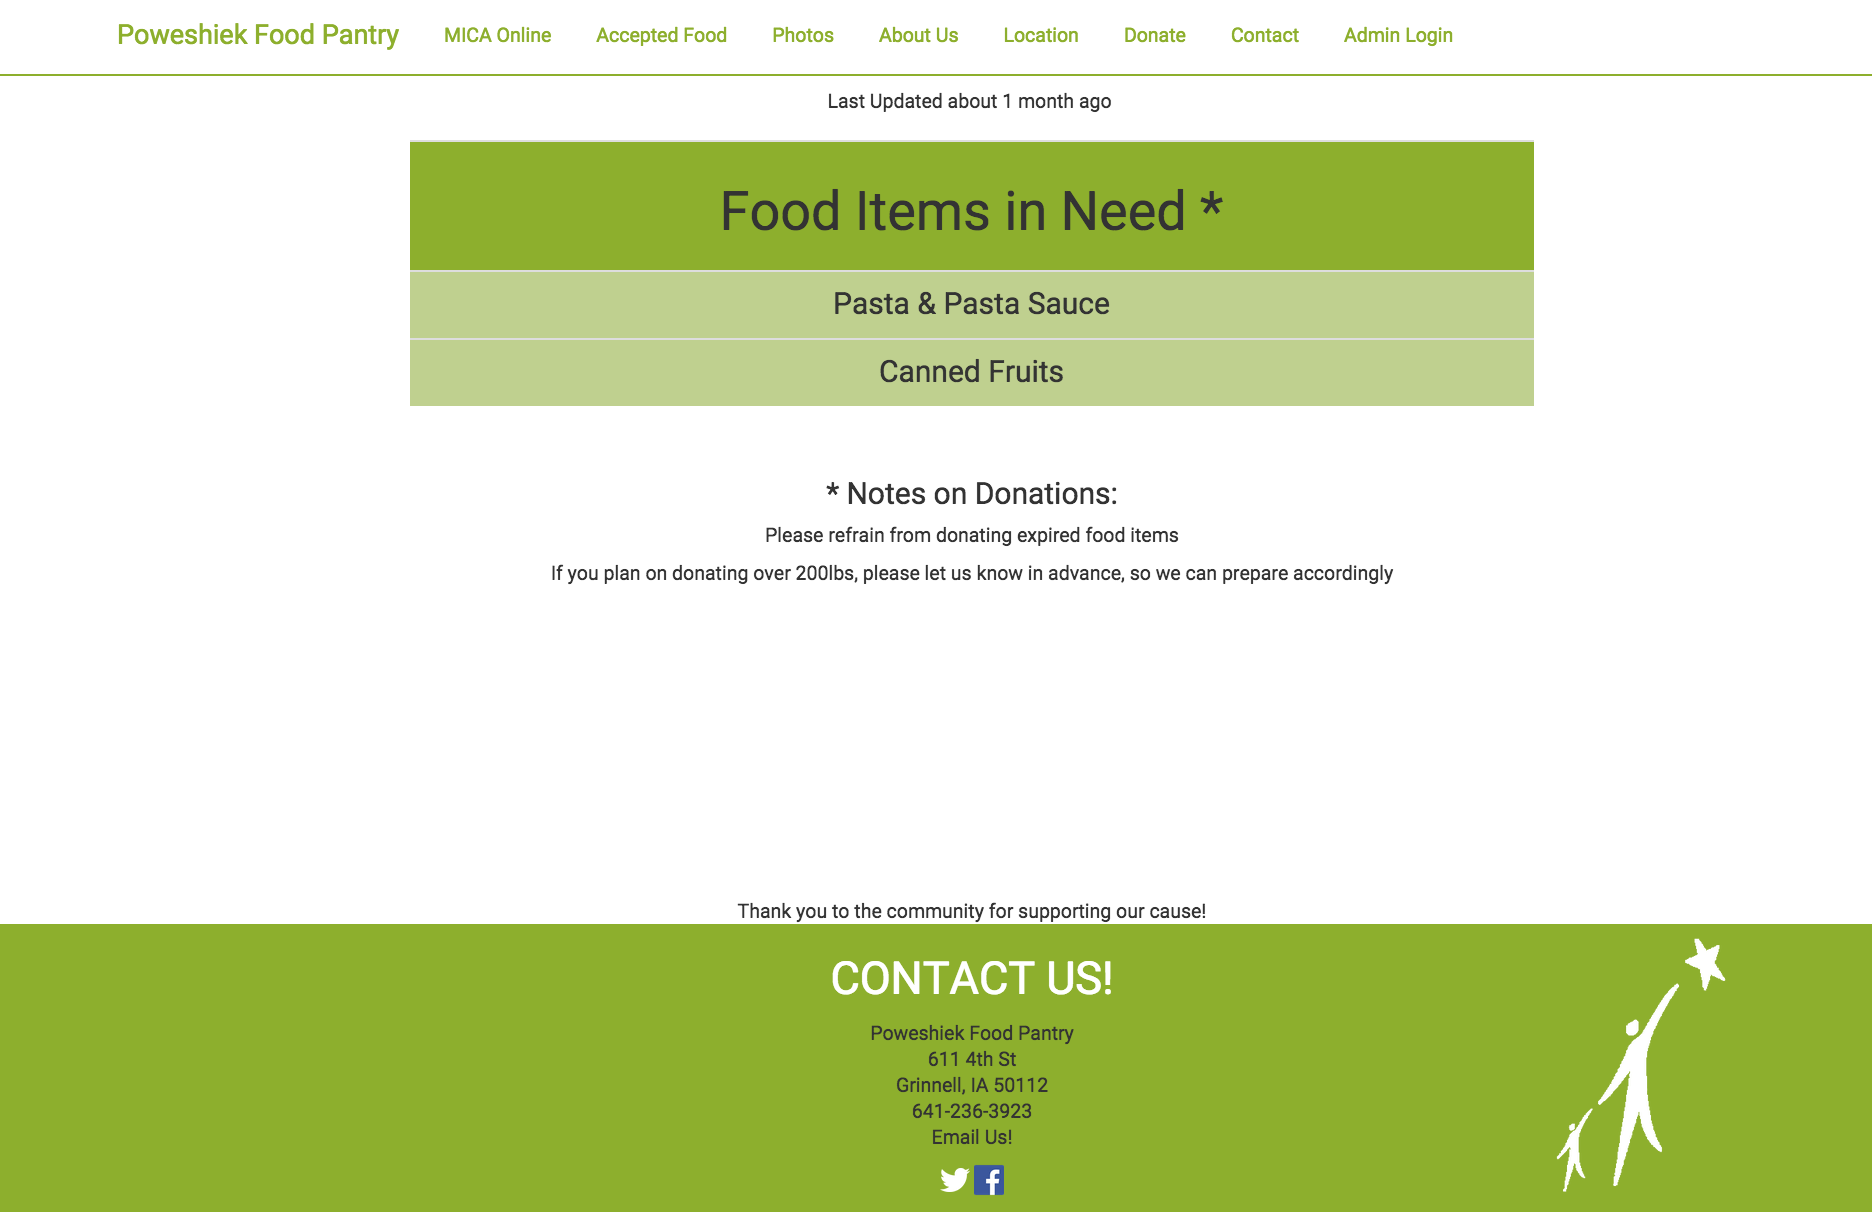 Poweshiek Food Pantry MICA Online Accepted Food Photos About Us Location Donate Contact Admin Login
Last Updated about 1 month ago
Food Items in Need *
Pasta & Pasta Sauce
Canned Fruits
* Notes on Donations:
Please refrain from donating expired food items
If you plan on donating over 200lbs, please let us know in advance, so we can prepare accordingly
Thank you to the community for supporting our cause!
CONTACT US!
Poweshiek Food Pantry
611 4th St
Grinnell, IA 50112
641-236-3923
Email Us!